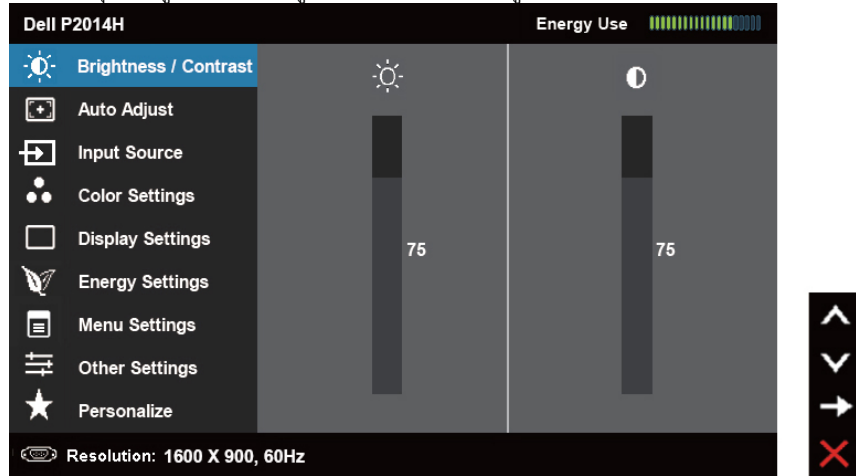 Dell P2014H
Energy Use
Brightness / Contrast
Auto Adjust
Input Source
Color Settings
Display Settings
Energy Settings
Menu Settings
Other Settings
Personalize
75
75
Resolution: 1600 X 900, 60Hz